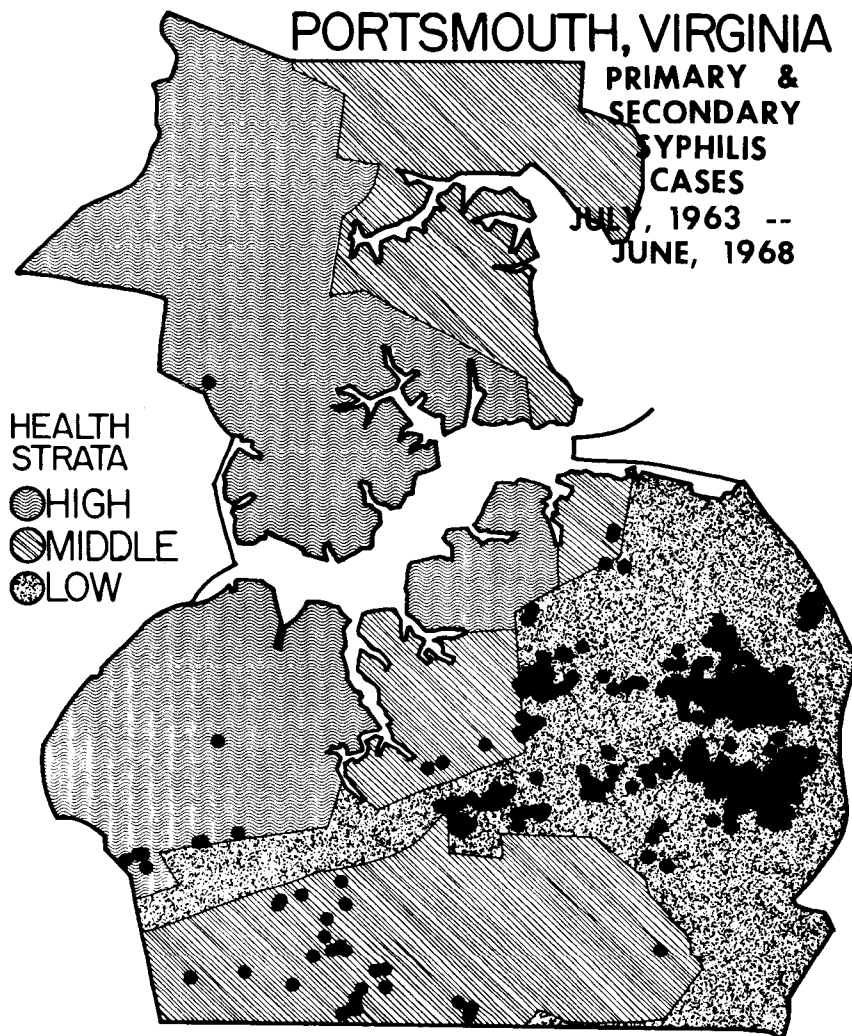 PORTSMOUTH, VIRGINIA
PRIMARY &
SECONDARY
SYPHILIS
CASES
JULY, 1963 --
JUNE, 1968
HEALTH
STRATA
HIGH
MIDDLE
LOW